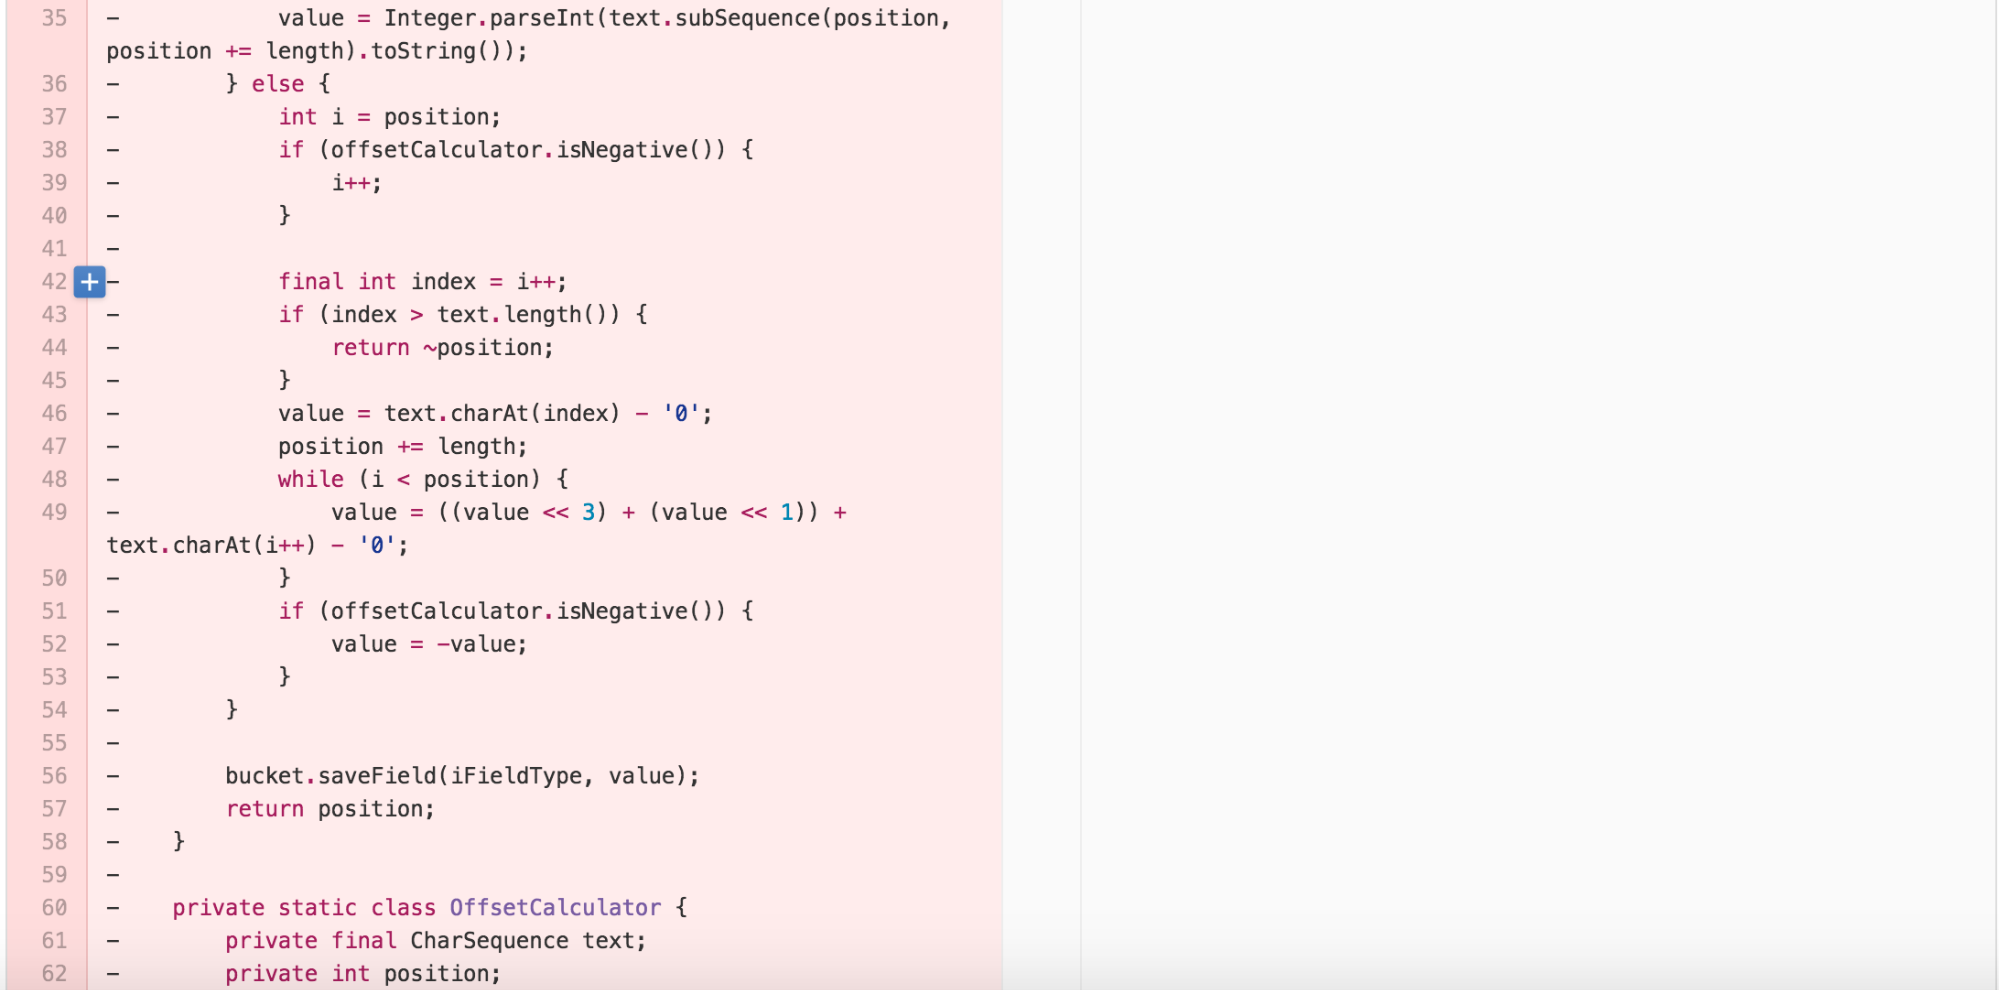 35 -             value = Integer.parseInt(text.subSequence(position,
position += length).toString());
36 -         } else {
37 -             int i = position;
38 -             if (offsetCalculator.isNegative()) {
39 -                 i++;
40 -             }
41 -
42 + -             final int index = i++;
43 -             if (index > text.length()) {
44 -                 return ~position;
45 -             }
46 -             value = text.charAt(index) - '0';
47 -             position += length;
48 -             while (i < position) {
49 -                 value = ((value << 3) + (value << 1)) +
text.charAt(i++) - '0';
50 -             }
51 -             if (offsetCalculator.isNegative()) {
52 -                 value = -value;
53 -             }
54 -         }
55 -
56 -         bucket.saveField(iFieldType, value);
57 -         return position;
58 -     }
59 -
60 -     private static class OffsetCalculator {
61 -         private final CharSequence text;
62 -         private int position;